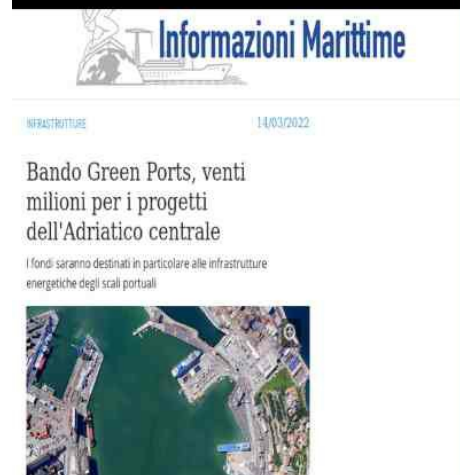 Informazioni Marittime
INFRASTRUTTURE 14/03/2022
Bando Green Ports, venti
milioni per i progetti
dell'Adriatico centrale
I fondi saranno destinati in particolare alle infrastrutture
energetiche degli scali portuali